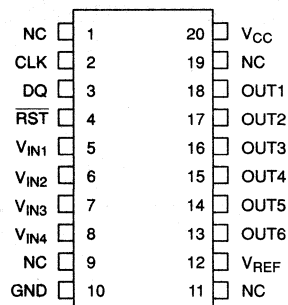 NC 1 20 VCC
CLK 2 19 NC
DQ 3 18 OUT1
RST 4 17 OUT2
VIN1 5 16 OUT3
VIN2 6 15 OUT4
VIN3 7 14 OUT5
VIN4 8 13 OUT6
NC 9 12 VREF
GND 10 11 NC